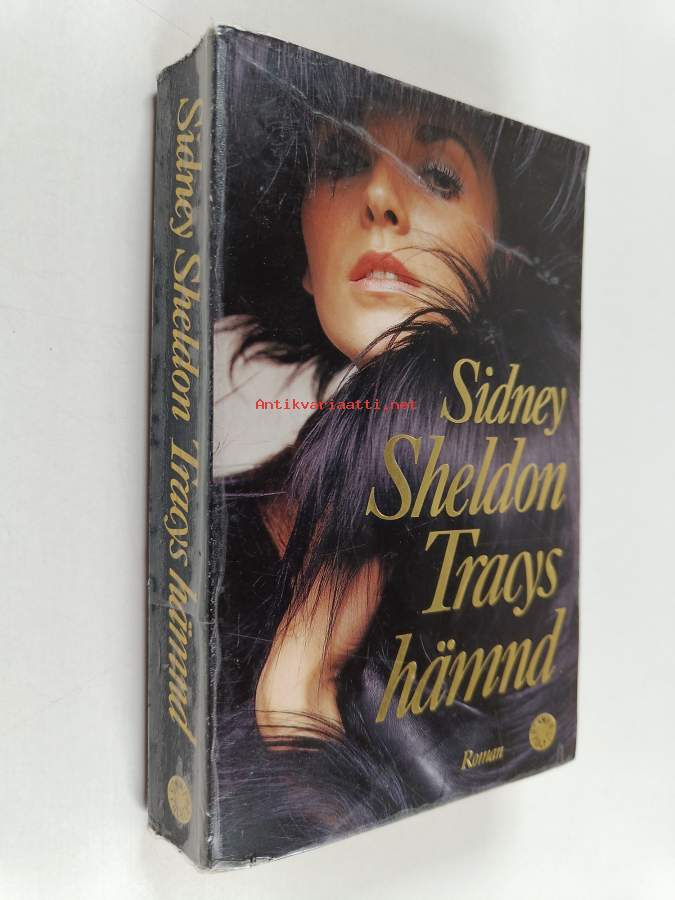 Sidney Sheldon Tracys hämnd
Antikvariaatti.net
Sidney
Sheldon
Tracys
hämnd
Roman